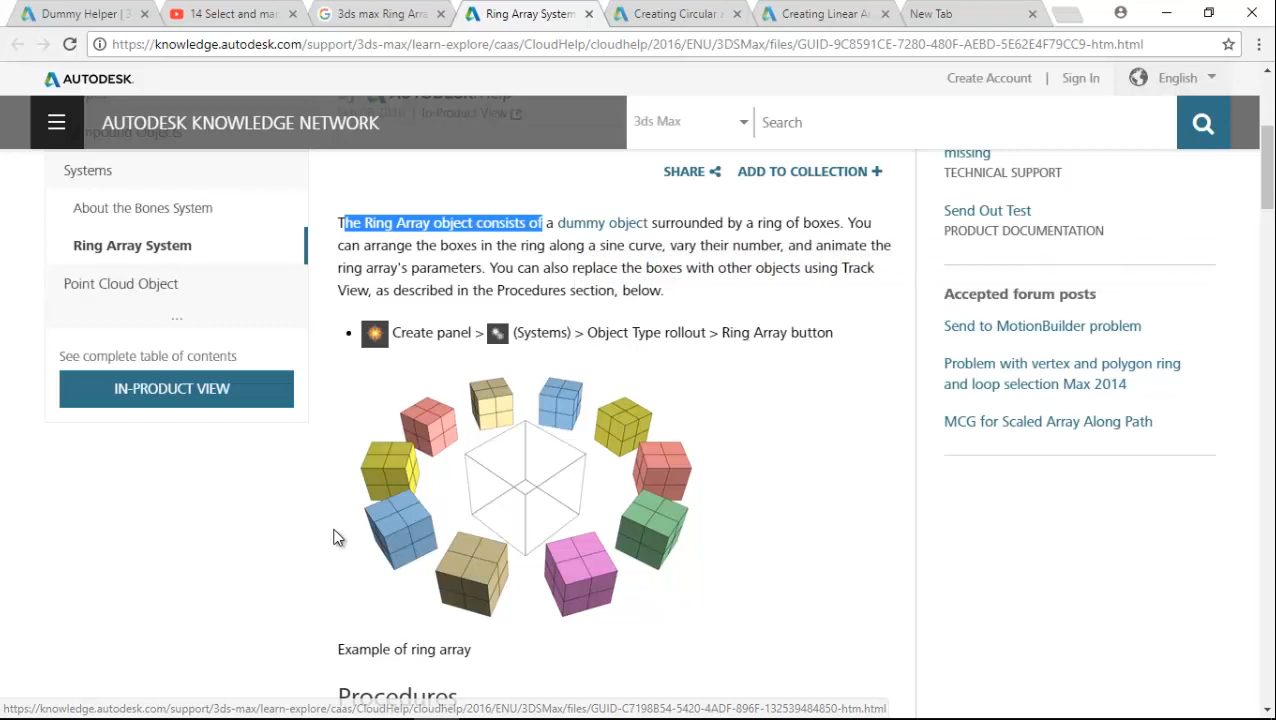 Dummy Helper | 3
14 Select and mar
3ds max Ring Arra
Ring Array System
Creating Circular A
Creating Linear A
New Tab
https://knowledge.autodesk.com/support/3ds-max/learn-explore/caas/CloudHelp/cloudhelp/2016/ENU/3DSMax/files/GUID-9C8591CE-7280-480F-AEBD-5E62E4F79CC9-htm.html
AUTODESK.
Create Account | Sign In English
In-Product View
AUTODESK KNOWLEDGE NETWORK
3ds Max
Search
Systems
About the Bones System
Ring Array System
Point Cloud Object
...
See complete table of contents
IN-PRODUCT VIEW
SHARE
ADD TO COLLECTION +
The Ring Array object consists of a dummy object surrounded by a ring of boxes. You
can arrange the boxes in the ring along a sine curve, vary their number, and animate the
ring array's parameters. You can also replace the boxes with other objects using Track
View, as described in the Procedures section, below.
• Create panel > (Systems) > Object Type rollout > Ring Array button
Example of ring array
Procedures
missing
TECHNICAL SUPPORT
Send Out Test
PRODUCT DOCUMENTATION
Accepted forum posts
Send to MotionBuilder problem
Problem with vertex and polygon ring
and loop selection Max 2014
MCG for Scaled Array Along Path
https://knowledge.autodesk.com/support/3ds-max/learn-explore/caas/CloudHelp/cloudhelp/2016/ENU/3DSMax/files/GUID-C7198B54-5420-4ADF-896F-132539484850-htm.html